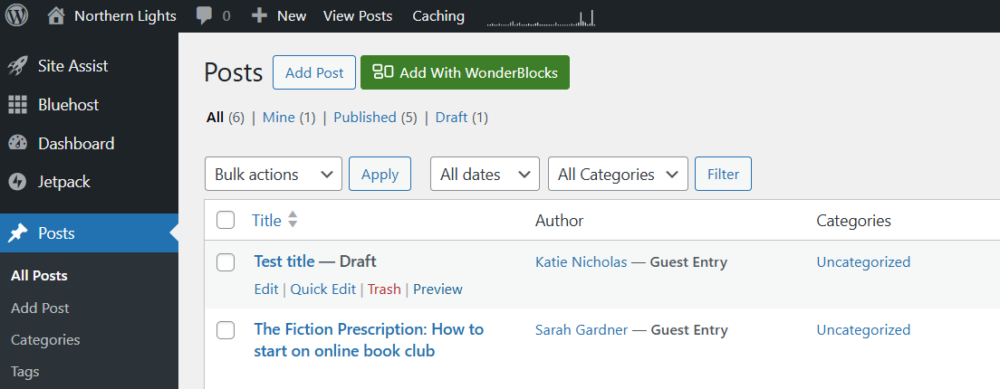 Northern Lights 0 New View Posts Caching
Site Assist
Bluehost
Dashboard
Jetpack
Posts
All Posts
Add Post
Categories
Tags
Posts Add Post Add With WonderBlocks
All (6) | Mine (1) | Published (5) | Draft (1)
Bulk actions Apply All dates All Categories Filter
Title Author Categories
Test title — Draft Katie Nicholas — Guest Entry Uncategorized
Edit | Quick Edit | Trash | Preview
The Fiction Prescription: How to Sarah Gardner — Guest Entry Uncategorized
start on online book club